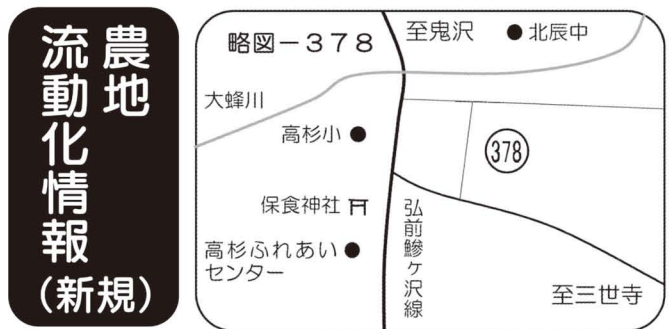 農地
流動化情報
（新規）
略図－３７８
至鬼沢
北辰中
大蜂川
高杉小
378
保食神社
弘前鰺ヶ沢線
高杉ふれあい
センター
至三世寺